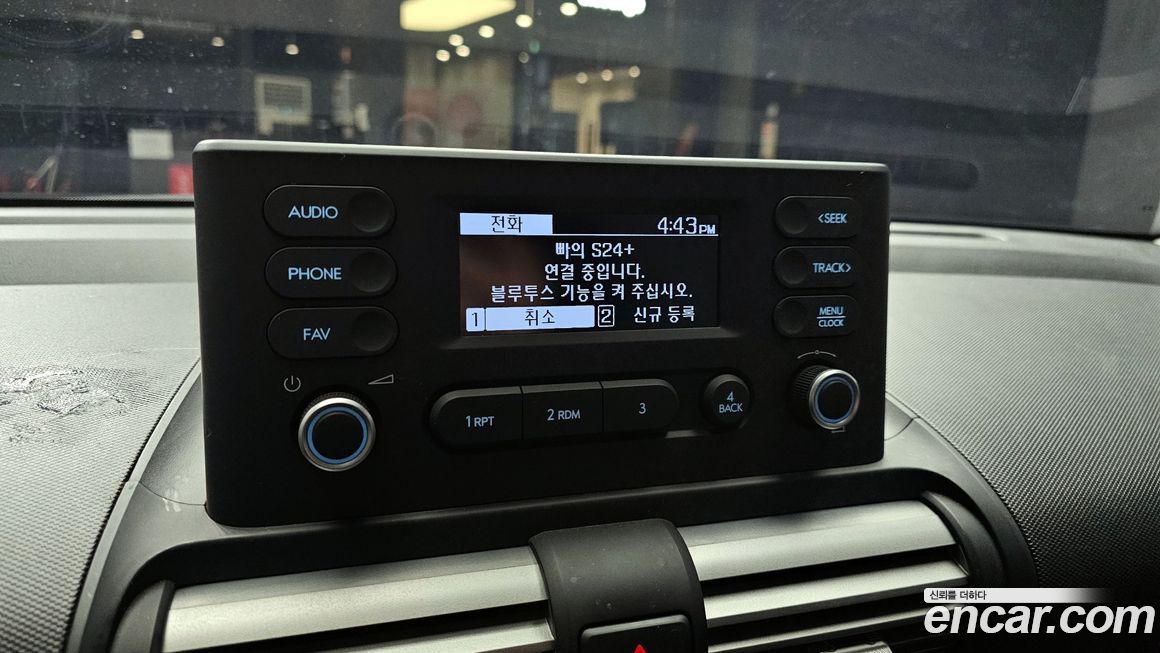 AUDIO
PHONE
FAV
전화 4:43PM
빠의 S24+
연결 중입니다.
블루투스 기능을 켜 주십시오.
1 취소 2 신규 등록
<SEEK
TRACK>
MENU
CLOCK
1 RPT
2 RDM
3
4
BACK
신뢰를 더하다
encar.com